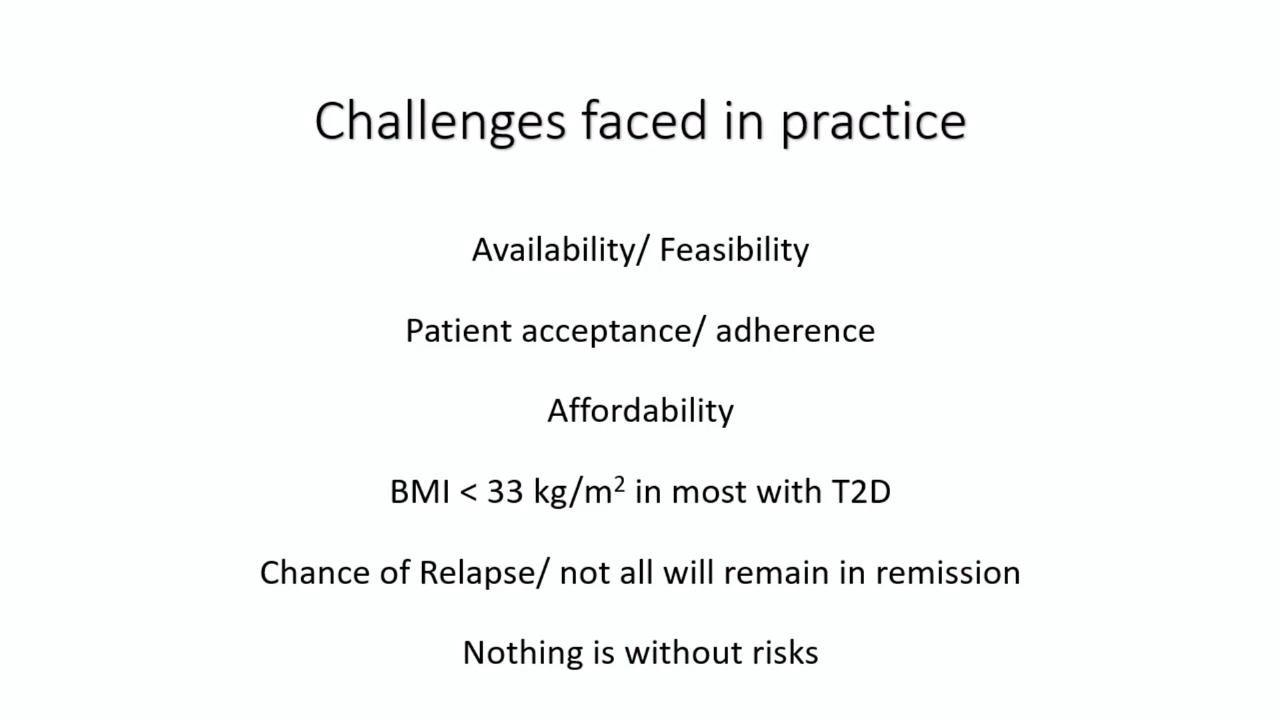 Challenges faced in practice
Availability/ Feasibility
Patient acceptance/ adherence
Affordability
BMI < 33 kg/m² in most with T2D
Chance of Relapse/ not all will remain in remission
Nothing is without risks